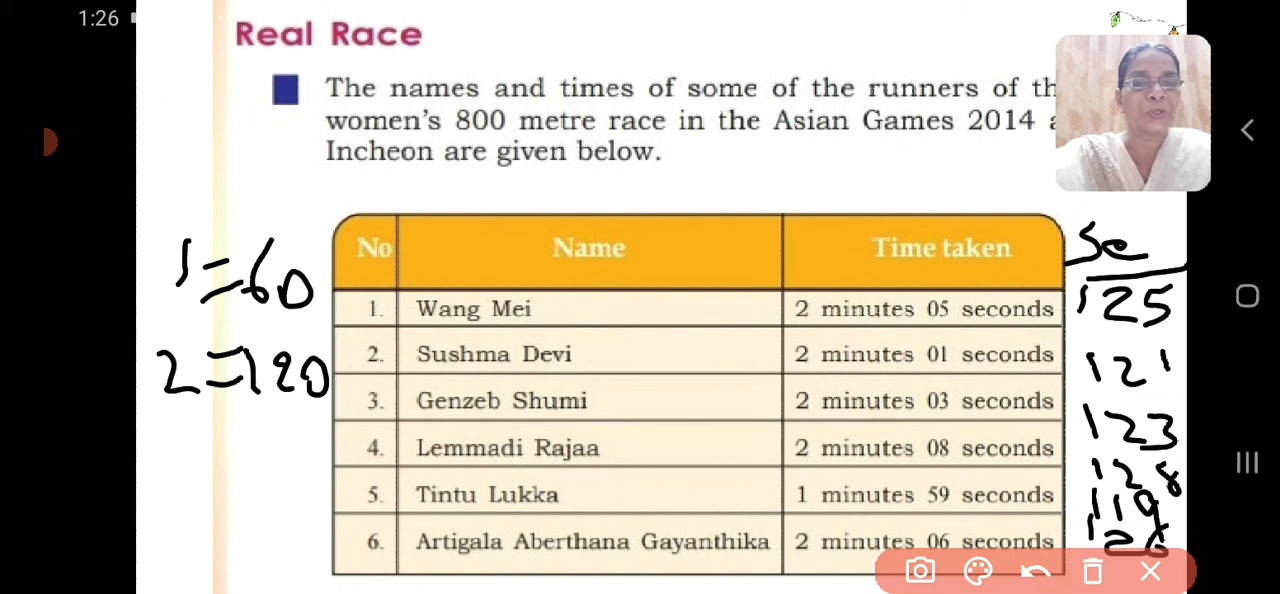 1:26
Real Race
The names and times of some of the runners of th
women's 800 metre race in the Asian Games 2014 a
Incheon are given below.
No Name Time taken Se
1. Wang Mei 2 minutes 05 seconds 125
2. Sushma Devi 2 minutes 01 seconds 121
3. Genzeb Shumi 2 minutes 03 seconds 123
4. Lemmadi Rajaa 2 minutes 08 seconds 128
5. Tintu Lukka 1 minutes 59 seconds 119
6. Artigala Aberthana Gayanthika 2 minutes 06 seconds 126
1=60
2=120